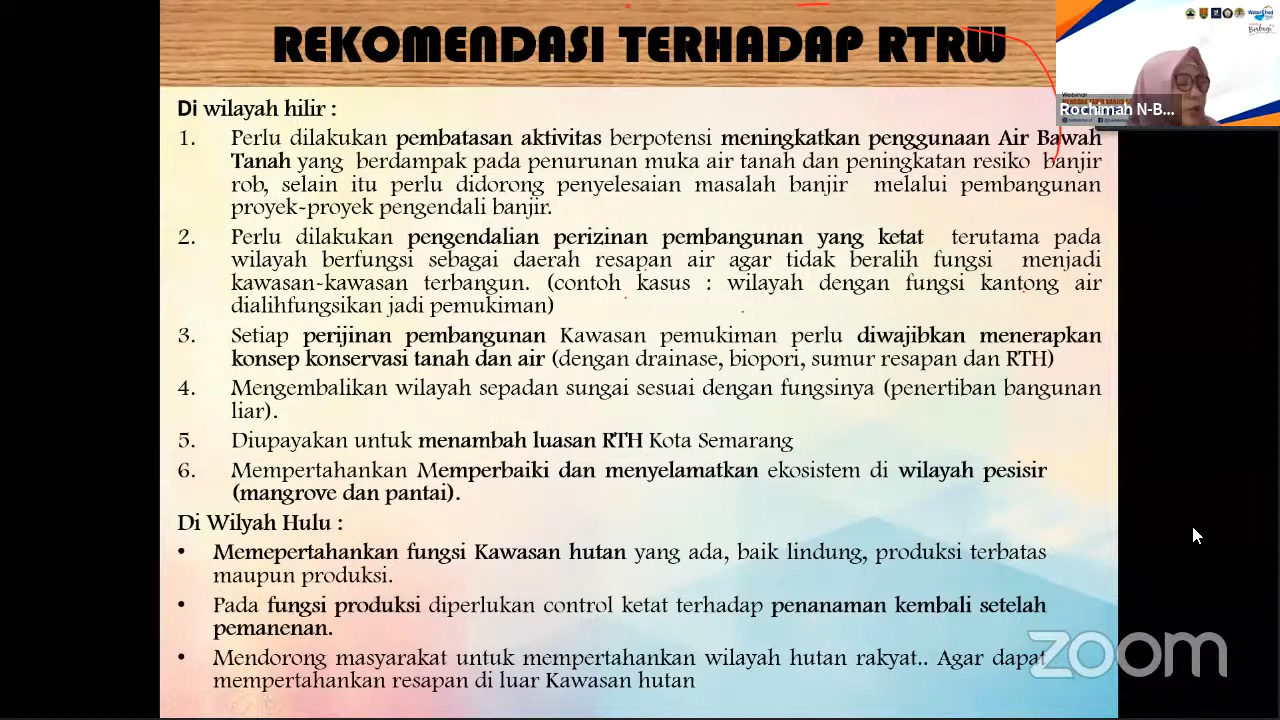 REKOMENDASI TERHADAP RTRW
Di wilayah hilir :
1. Perlu dilakukan pembatasan aktivitas berpotensi meningkatkan penggunaan Air Bawah
Tanah yang berdampak pada penurunan muka air tanah dan peningkatan resiko banjir
rob, selain itu perlu didorong penyelesaian masalah banjir melalui pembangunan
proyek-proyek pengendali banjir.
2. Perlu dilakukan pengendalian perizinan pembangunan yang ketat terutama pada
wilayah berfungsi sebagai daerah resapan air agar tidak beralih fungsi menjadi
kawasan-kawasan terbangun. (contoh kasus : wilayah dengan fungsi kantong air
dialihfungsikan jadi pemukiman)
3. Setiap perijinan pembangunan Kawasan pemukiman perlu diwajibkan menerapkan
konsep konservasi tanah dan air (dengan drainase, biopori, sumur resapan dan RTH)
4. Mengembalikan wilayah sepadan sungai sesuai dengan fungsinya (penertiban bangunan
liar).
5. Diupayakan untuk menambah luasan RTH Kota Semarang
6. Mempertahankan Memperbaiki dan menyelamatkan ekosistem di wilayah pesisir
(mangrove dan pantai).
Di Wilyah Hulu :
• Memepertahankan fungsi Kawasan hutan yang ada, baik lindung, produksi terbatas
maupun produksi.
• Pada fungsi produksi diperlukan control ketat terhadap penanaman kembali setelah
pemanenan.
• Mendorong masyarakat untuk mempertahankan wilayah hutan rakyat.. Agar dapat
mempertahankan resapan di luar Kawasan hutan
Webinar
Rochimah N-B...
zoom